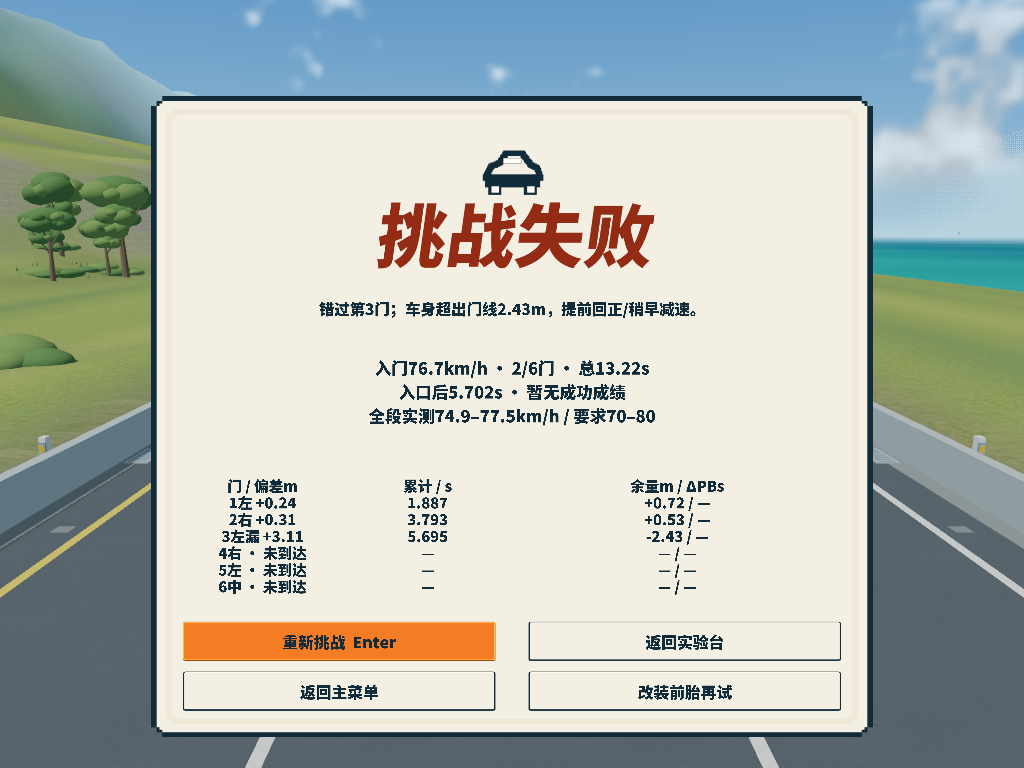 挑战失败
错过第3门；车身超出门线2.43m，提前回正/稍早减速。
入门76.7km/h · 2/6门 · 总13.22s
入口后5.702s · 暂无成功成绩
全段实测74.9–77.5km/h / 要求70–80
门 / 偏差m 累计 / s 余量m / ΔPBs
1左 +0.24 1.887 +0.72 / —
2右 +0.31 3.793 +0.53 / —
3左漏 +3.11 5.695 -2.43 / —
4右 · 未到达 — — / —
5左 · 未到达 — — / —
6中 · 未到达 — — / —
重新挑战 Enter 返回实验台
返回主菜单 改装前胎再试